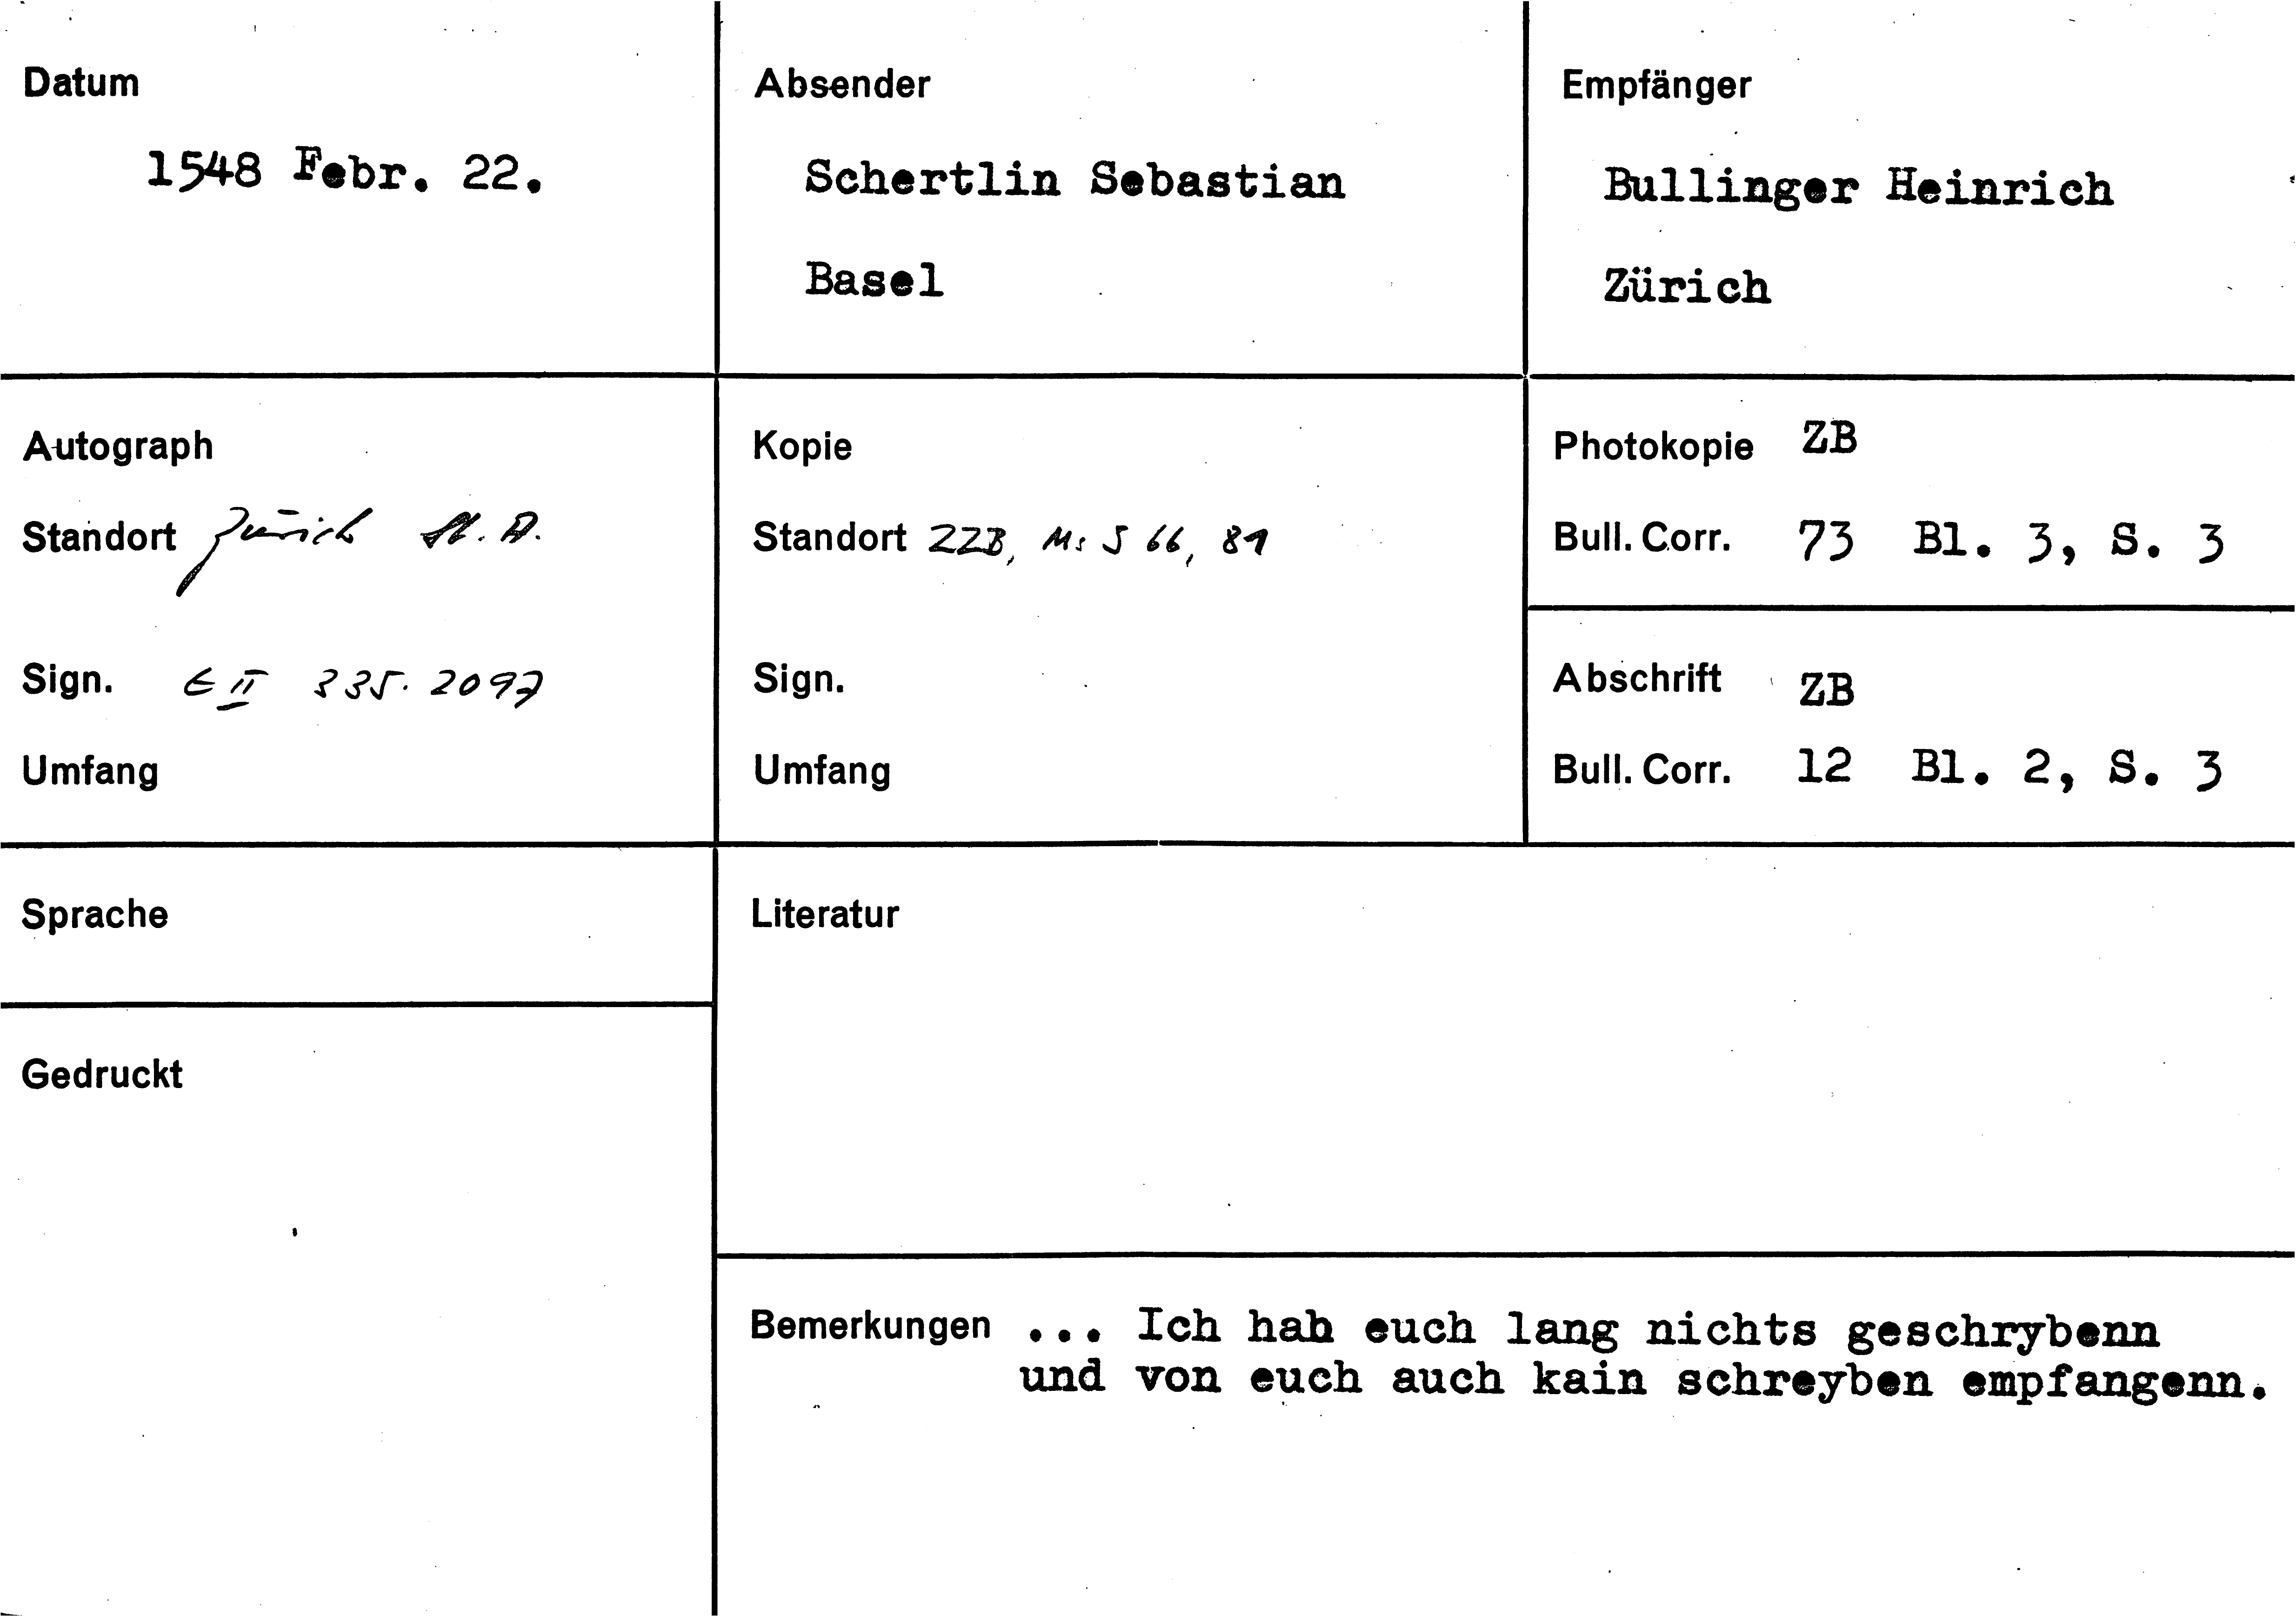 Datum
1548 Febr. 22.
Absender
Schertlin Sebastian
Basel
Empfänger
Bullinger Heinrich
Zürich
Autograph
Standort Zürich St. A.
Sign. E II 335. 2097
Umfang
Kopie
Standort ZZB, Ms S 66, 81
Sign.
Umfang
Photokopie ZB
Bull. Corr. 73 Bl. 3, S. 3
Abschrift ZB
Bull. Corr. 12 Bl. 2, S. 3
Sprache
Gedruckt
Literatur
Bemerkungen ... Ich hab euch lang nichts geschrybenn
und von euch auch kain schreyben empfangenn.